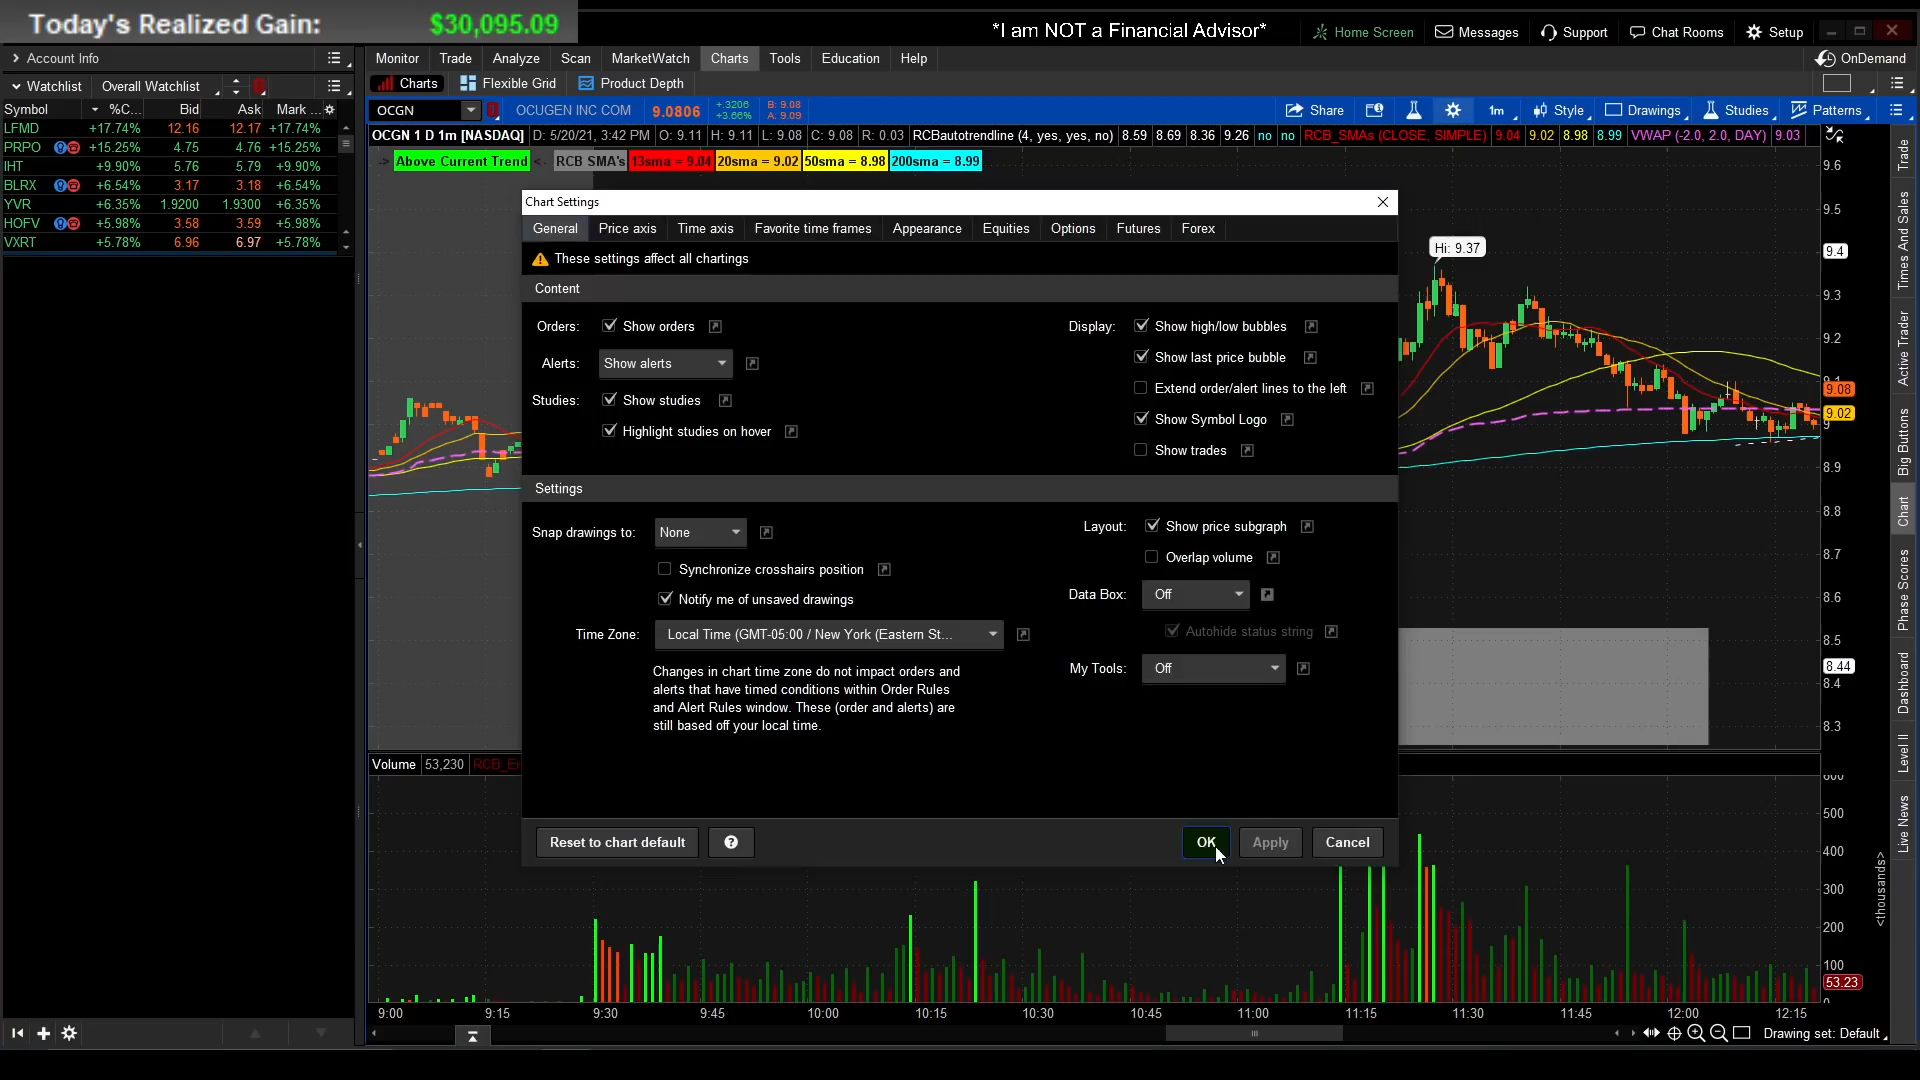 Today's Realized Gain: $30,095.09
*I am NOT a Financial Advisor*
Home Screen Messages Support Chat Rooms Setup
Account Info
Monitor Trade Analyze Scan MarketWatch Charts Tools Education Help
OnDemand
Watchlist Overall Watchlist
Charts Flexible Grid Product Depth
Symbol %C... Bid Ask Mark ...
LFMD +17.74% 12.16 12.17 +17.74%
PRPO +15.25% 4.75 4.76 +15.25%
IHT +9.90% 5.76 5.79 +9.90%
BLRX +6.54% 3.17 3.18 +6.54%
YVR +6.35% 1.9200 1.9300 +6.35%
HOFV +5.98% 3.58 3.59 +5.98%
VXRT +5.78% 6.96 6.97 +5.78%
OCGN OCUGEN INC COM 9.0806 +.3206 +3.66% B: 9.08 A: 9.09
Share 1m Style Drawings Studies Patterns
OCGN 1 D 1m [NASDAQ] D: 5/20/21, 3:42 PM O: 9.11 H: 9.11 L: 9.08 C: 9.08 R: 0.03 RCBautotrendline (4, yes, yes, no) 8.59 8.69 8.36 9.26 no no RCB_SMAs (CLOSE, SIMPLE) 9.04 9.02 8.98 8.99 VWAP (-2.0, 2.0, DAY) 9.03
-> Above Current Trend <- RCB SMA's 13sma = 9.04 20sma = 9.02 50sma = 8.98 200sma = 8.99
Chart Settings
General Price axis Time axis Favorite time frames Appearance Equities Options Futures Forex
These settings affect all chartings
Content
Orders: Show orders
Alerts: Show alerts
Studies: Show studies
Highlight studies on hover
Display: Show high/low bubbles
Show last price bubble
Extend order/alert lines to the left
Show Symbol Logo
Show trades
Settings
Snap drawings to: None
Synchronize crosshairs position
Notify me of unsaved drawings
Time Zone: Local Time (GMT-05:00 / New York (Eastern St...
Changes in chart time zone do not impact orders and
alerts that have timed conditions within Order Rules
and Alert Rules window. These (order and alerts) are
still based off your local time.
Layout: Show price subgraph
Overlap volume
Data Box: Off
Autohide status string
My Tools: Off
Reset to chart default ? OK Apply Cancel
Hi: 9.37
9.6
9.5
9.4
9.3
9.2
9.08
9.02
9
8.9
8.8
8.7
8.6
8.5
8.44
8.4
8.3
Volume 53,230
500
400
300
200
100
53.23
0
<thousands>
9:00 9:15 9:30 9:45 10:00 10:15 10:30 10:45 11:00 11:15 11:30 11:45 12:00 12:15
Drawing set: Default
Trade
Times And Sales
Active Trader
Big Buttons
Chart
Phase Scores
Dashboard
Level II
Live News